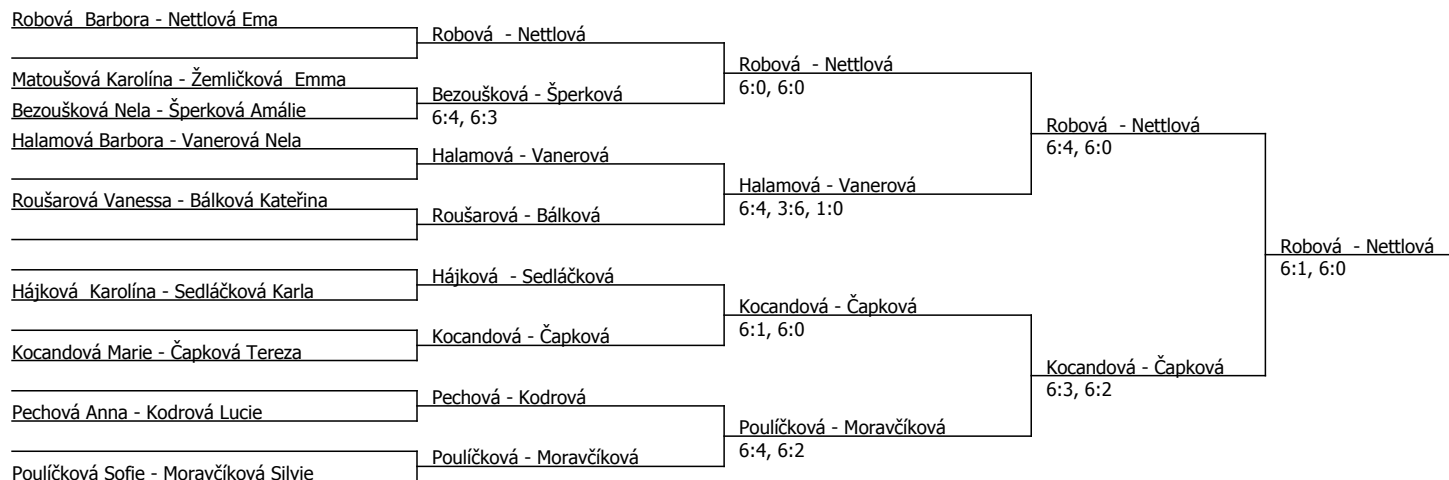 Robová  Barbora - Nettlová Ema
Matoušová Karolína - Žemličková  Emma
Bezoušková Nela - Šperková Amálie
Halamová Barbora - Vanerová Nela
Roušarová Vanessa - Bálková Kateřina
Hájková  Karolína - Sedláčková Karla
Kocandová Marie - Čapková Tereza
Pechová Anna - Kodrová Lucie
Poulíčková Sofie - Moravčíková Silvie
Robová  - Nettlová
Bezoušková - Šperková
6:4, 6:3
Halamová - Vanerová
Roušarová - Bálková
Hájková  - Sedláčková
Kocandová - Čapková
Pechová - Kodrová
Poulíčková - Moravčíková
Robová  - Nettlová
6:0, 6:0
Halamová - Vanerová
6:4, 3:6, 1:0
Kocandová - Čapková
6:1, 6:0
Poulíčková - Moravčíková
6:4, 6:2
Robová  - Nettlová
6:4, 6:0
Kocandová - Čapková
6:3, 6:2
Robová  - Nettlová
6:1, 6:0